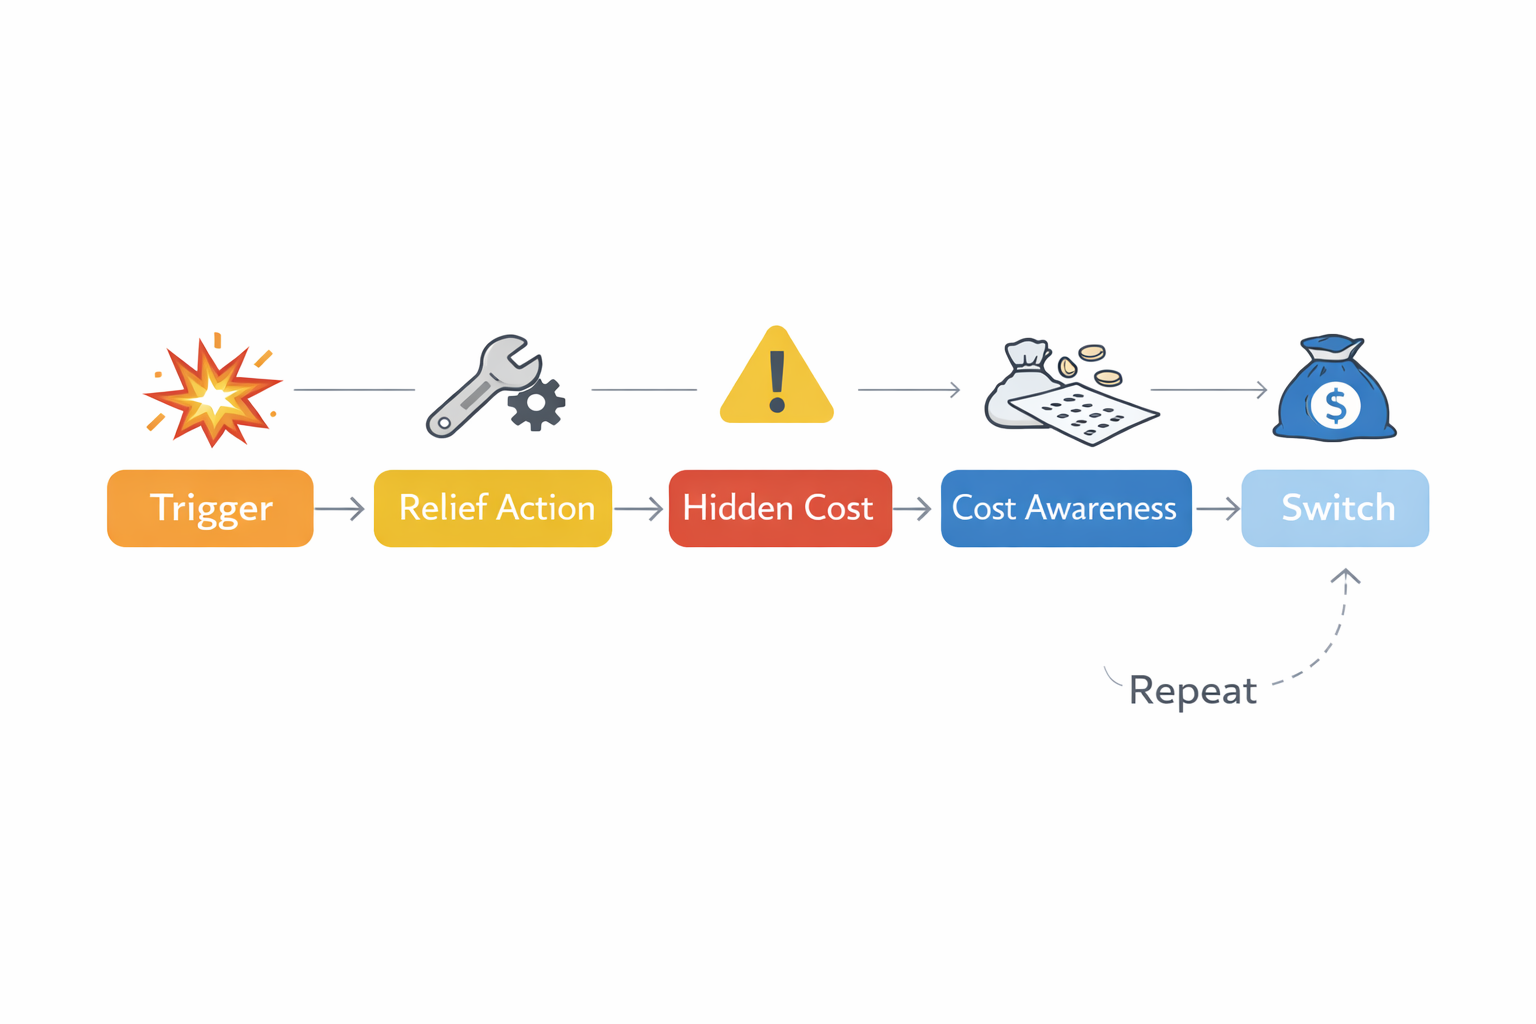 $
Trigger
Relief Action
Hidden Cost
Cost Awareness
Switch
Repeat